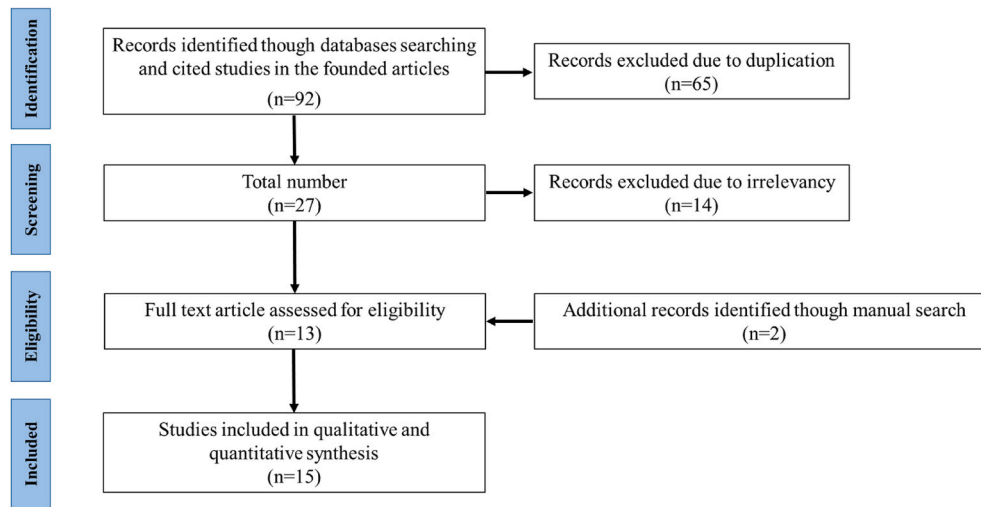 Identification
Records identified though databases searching
and cited studies in the founded articles
(n=92)
Records excluded due to duplication
(n=65)
Screening
Total number
(n=27)
Records excluded due to irrelevancy
(n=14)
Eligibility
Full text article assessed for eligibility
(n=13)
Additional records identified though manual search
(n=2)
Included
Studies included in qualitative and
quantitative synthesis
(n=15)